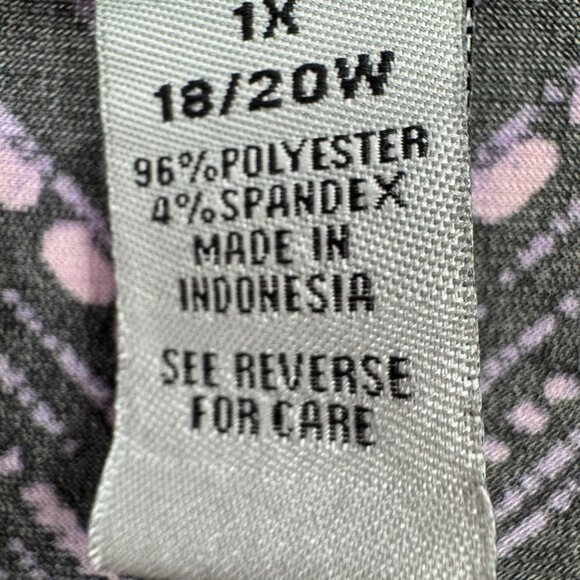 1X
18/20W
96%POLYESTER
4%SPANDEX
MADE IN
INDONESIA
SEE REVERSE
FOR CARE